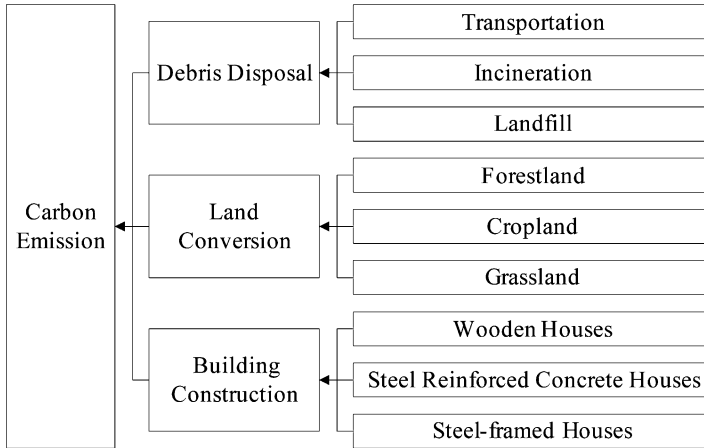 Carbon
Emission
Debris Disposal
Transportation
Incineration
Landfill
Land
Conversion
Forestland
Cropland
Grassland
Building
Construction
Wooden Houses
Steel Reinforced Concrete Houses
Steel-framed Houses